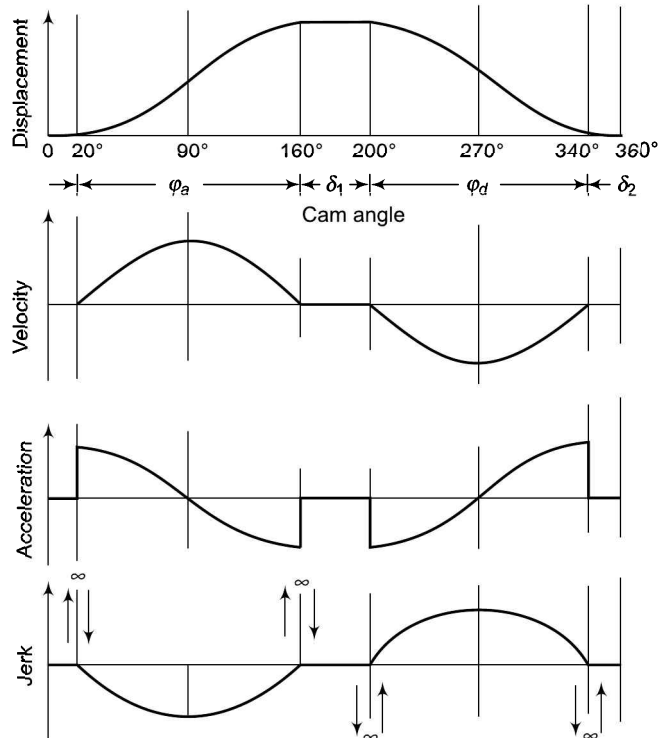 Displacement
0 20° 90° 160° 200° 270° 340° 360°
φa δ1 φd δ2
Cam angle
Velocity
Acceleration
∞ ∞
Jerk
∞ ∞